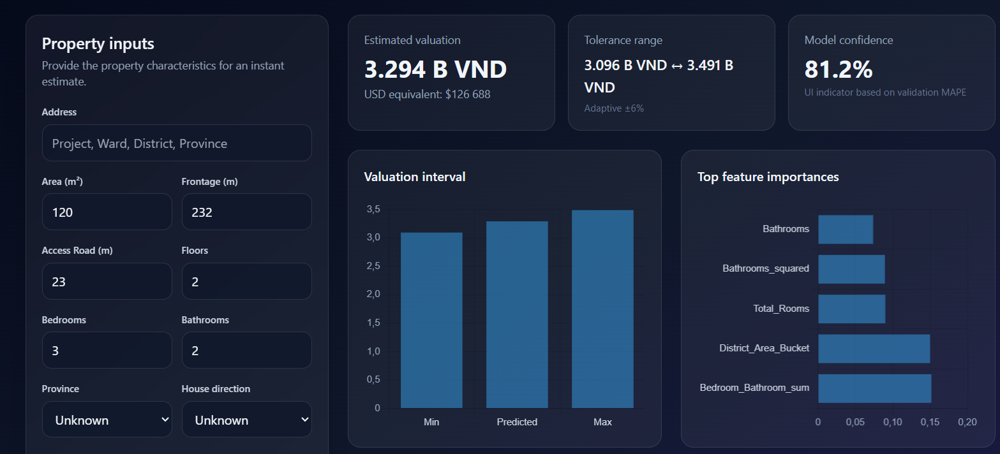 Property inputs
Provide the property characteristics for an instant
estimate.
Address
Project, Ward, District, Province
Area (m²)
Frontage (m)
120
232
Access Road (m)
Floors
23
2
Bedrooms
Bathrooms
3
2
Province
House direction
Unknown
Unknown
Estimated valuation
3.294 B VND
USD equivalent: $126 688
Tolerance range
3.096 B VND ↔ 3.491 B
VND
Adaptive ±6%
Model confidence
81.2%
UI indicator based on validation MAPE
Valuation interval
3,5
3,0
2,5
2,0
1,5
1,0
0,5
0
Min
Predicted
Max
Top feature importances
Bathrooms
Bathrooms_squared
Total_Rooms
District_Area_Bucket
Bedroom_Bathroom_sum
0
0,05
0,10
0,15
0,20